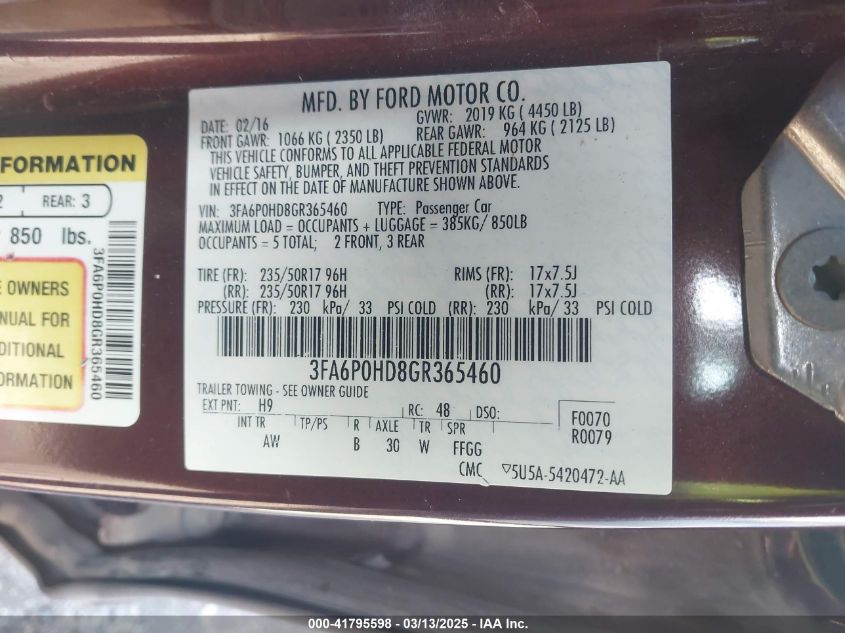 FORMATION
2 REAR: 3
850 lbs.
E OWNERS
NUAL FOR
DITIONAL
ORMATION
3FA6P0HD8GR365460
MFD. BY FORD MOTOR CO.
DATE: 02/16 GVWR: 2019 KG ( 4450 LB)
FRONT GAWR: 1066 KG ( 2350 LB) REAR GAWR: 964 KG ( 2125 LB)
THIS VEHICLE CONFORMS TO ALL APPLICABLE FEDERAL MOTOR
VEHICLE SAFETY, BUMPER, AND THEFT PREVENTION STANDARDS
IN EFFECT ON THE DATE OF MANUFACTURE SHOWN ABOVE.
VIN: 3FA6P0HD8GR365460 TYPE: Passenger Car
MAXIMUM LOAD = OCCUPANTS + LUGGAGE = 385KG/ 850LB
OCCUPANTS = 5 TOTAL; 2 FRONT, 3 REAR
TIRE (FR): 235/50R17 96H RIMS (FR): 17x7.5J
(RR): 235/50R17 96H (RR): 17x7.5J
PRESSURE (FR): 230 kPa/ 33 PSI COLD (RR): 230 kPa/ 33 PSI COLD
3FA6P0HD8GR365460
TRAILER TOWING - SEE OWNER GUIDE
EXT PNT: H9 RC: 48 DSO: F0070
INT TR TP/PS R AXLE TR SPR R0079
AW B 30 W FFGG
CMC ▽5U5A-5420472-AA
000-41795598 - 03/13/2025 - IAA Inc.